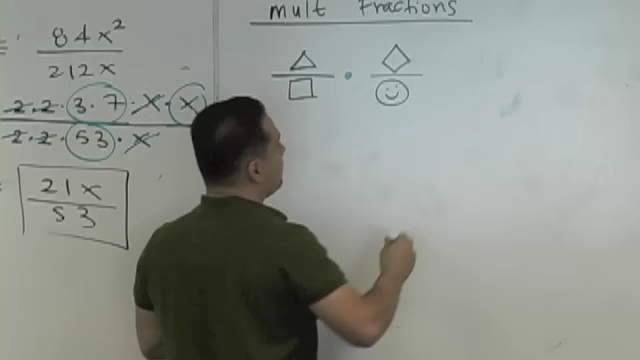 = 84x²
212x
2·2·3·7·x·x
2·2·53·x
21x
53
mult Fractions
△ · ◇
□ ☺